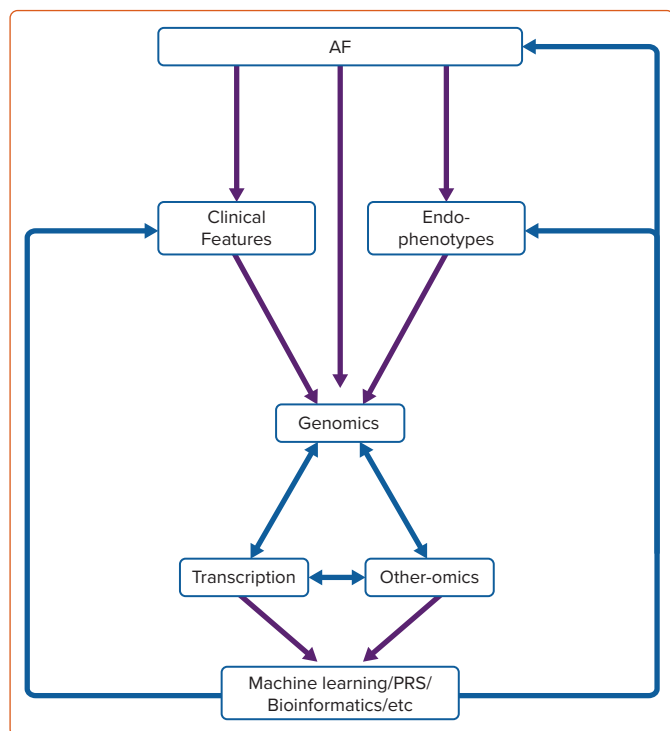 AF
Clinical
Features
Endo-
phenotypes
Genomics
Transcription
Other-omics
Machine learning/PRS/
Bioinformatics/etc